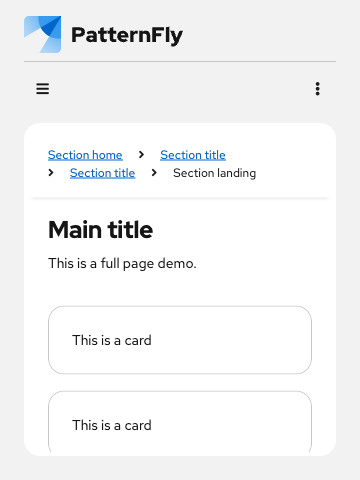 PatternFly
Section home Section title
Section title Section landing
Main title
This is a full page demo.
This is a card
This is a card